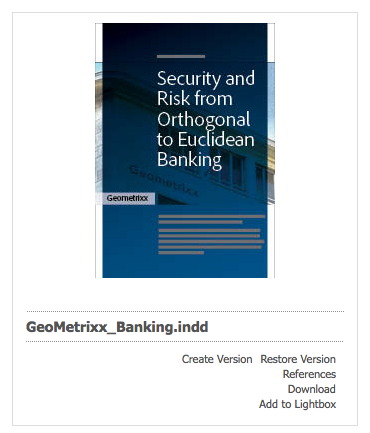 Security and
Risk from
Orthogonal
to Euclidean
Banking
Geometrixx
Geometrixx
GeoMetrixx_Banking.indd
Create Version Restore Version
References
Download
Add to Lightbox